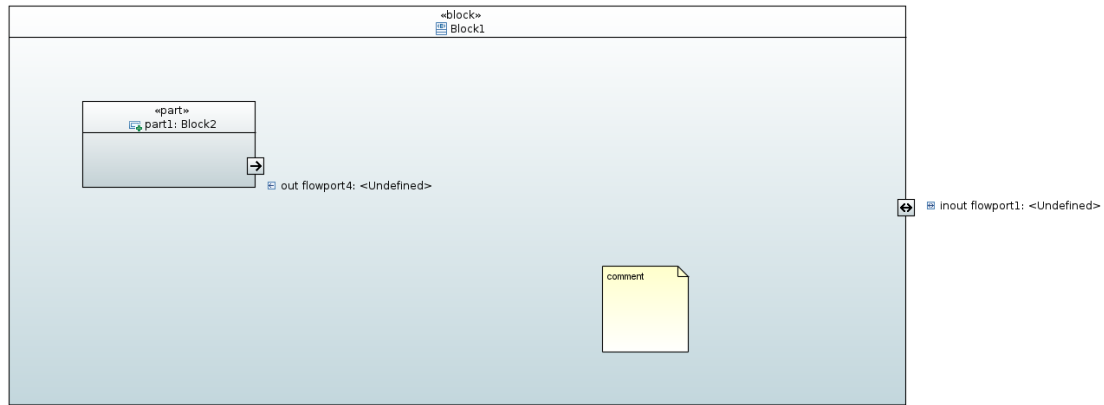 «block»
Block1
«part»
part1: Block2
out flowport4: <Undefined>
inout flowport1: <Undefined>
comment